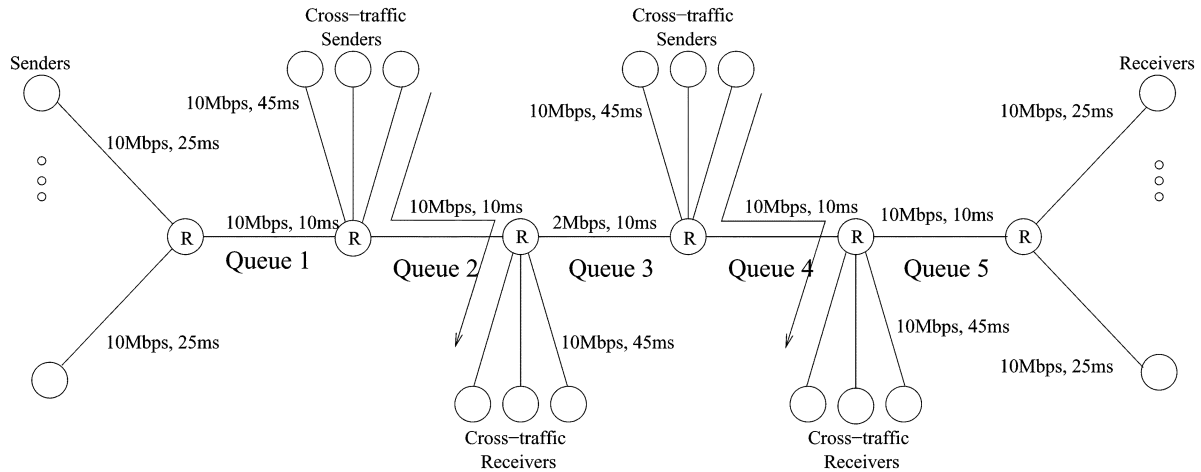 Cross−traffic
Senders
Cross−traffic
Senders
Senders
Receivers
10Mbps, 45ms
10Mbps, 45ms
10Mbps, 25ms
10Mbps, 25ms
10Mbps, 10ms
10Mbps, 10ms
2Mbps, 10ms
10Mbps, 10ms
10Mbps, 10ms
R
R
R
R
R
R
Queue 1
Queue 2
Queue 3
Queue 4
Queue 5
10Mbps, 25ms
10Mbps, 45ms
10Mbps, 45ms
10Mbps, 25ms
Cross−traffic
Receivers
Cross−traffic
Receivers